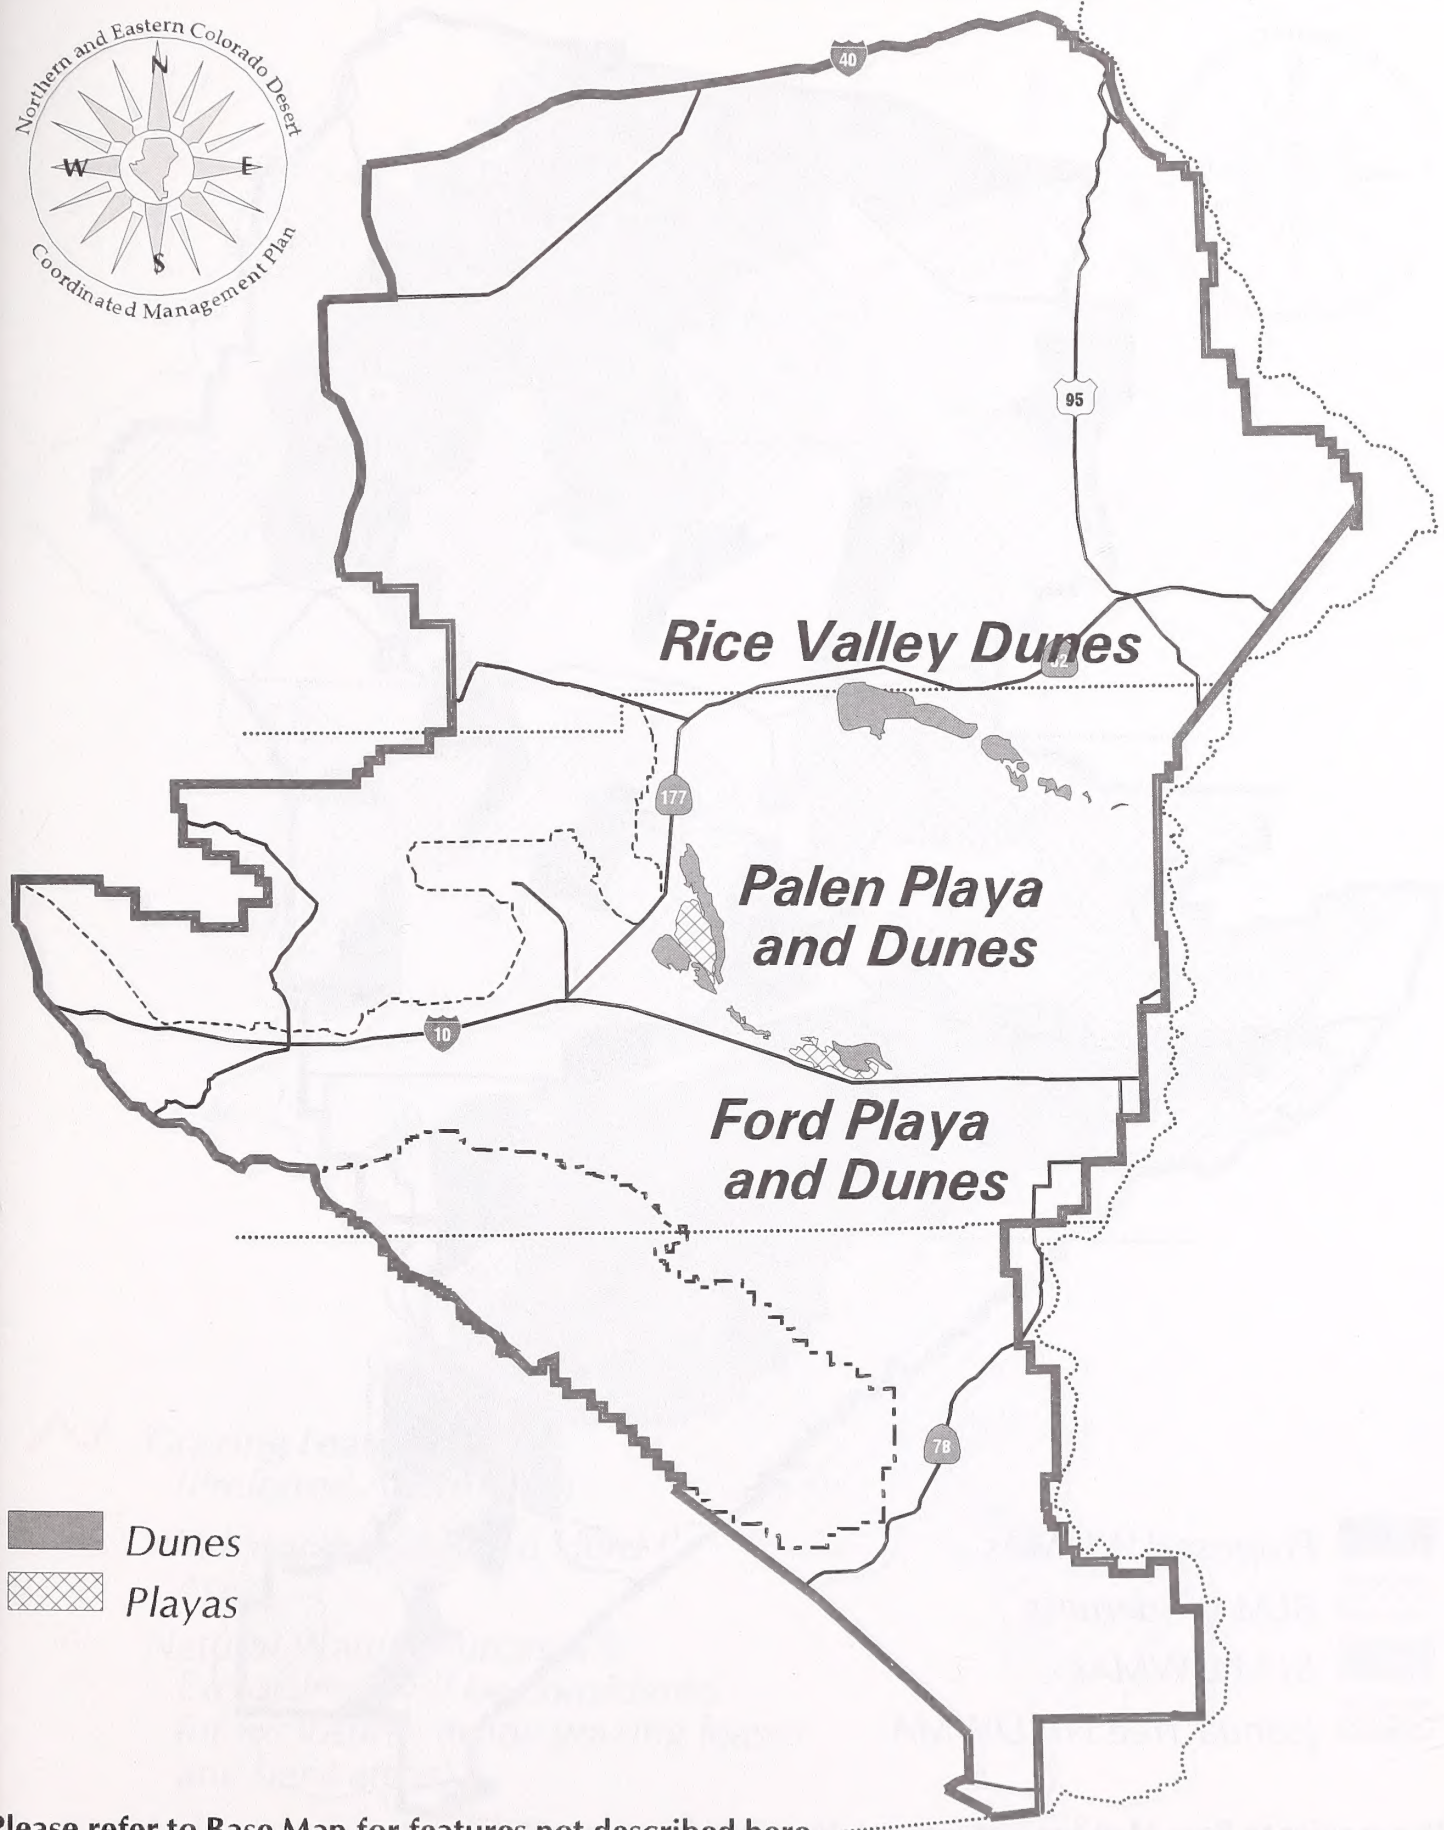 Northern and Eastern Colorado Desert
N
W
E
S
Coordinated Management Plan
40
95
Rice Valley Dunes
62
177
Palen Playa
and Dunes
10
Ford Playa
and Dunes
78
Dunes
Playas
Please refer to Base Map for features not described here